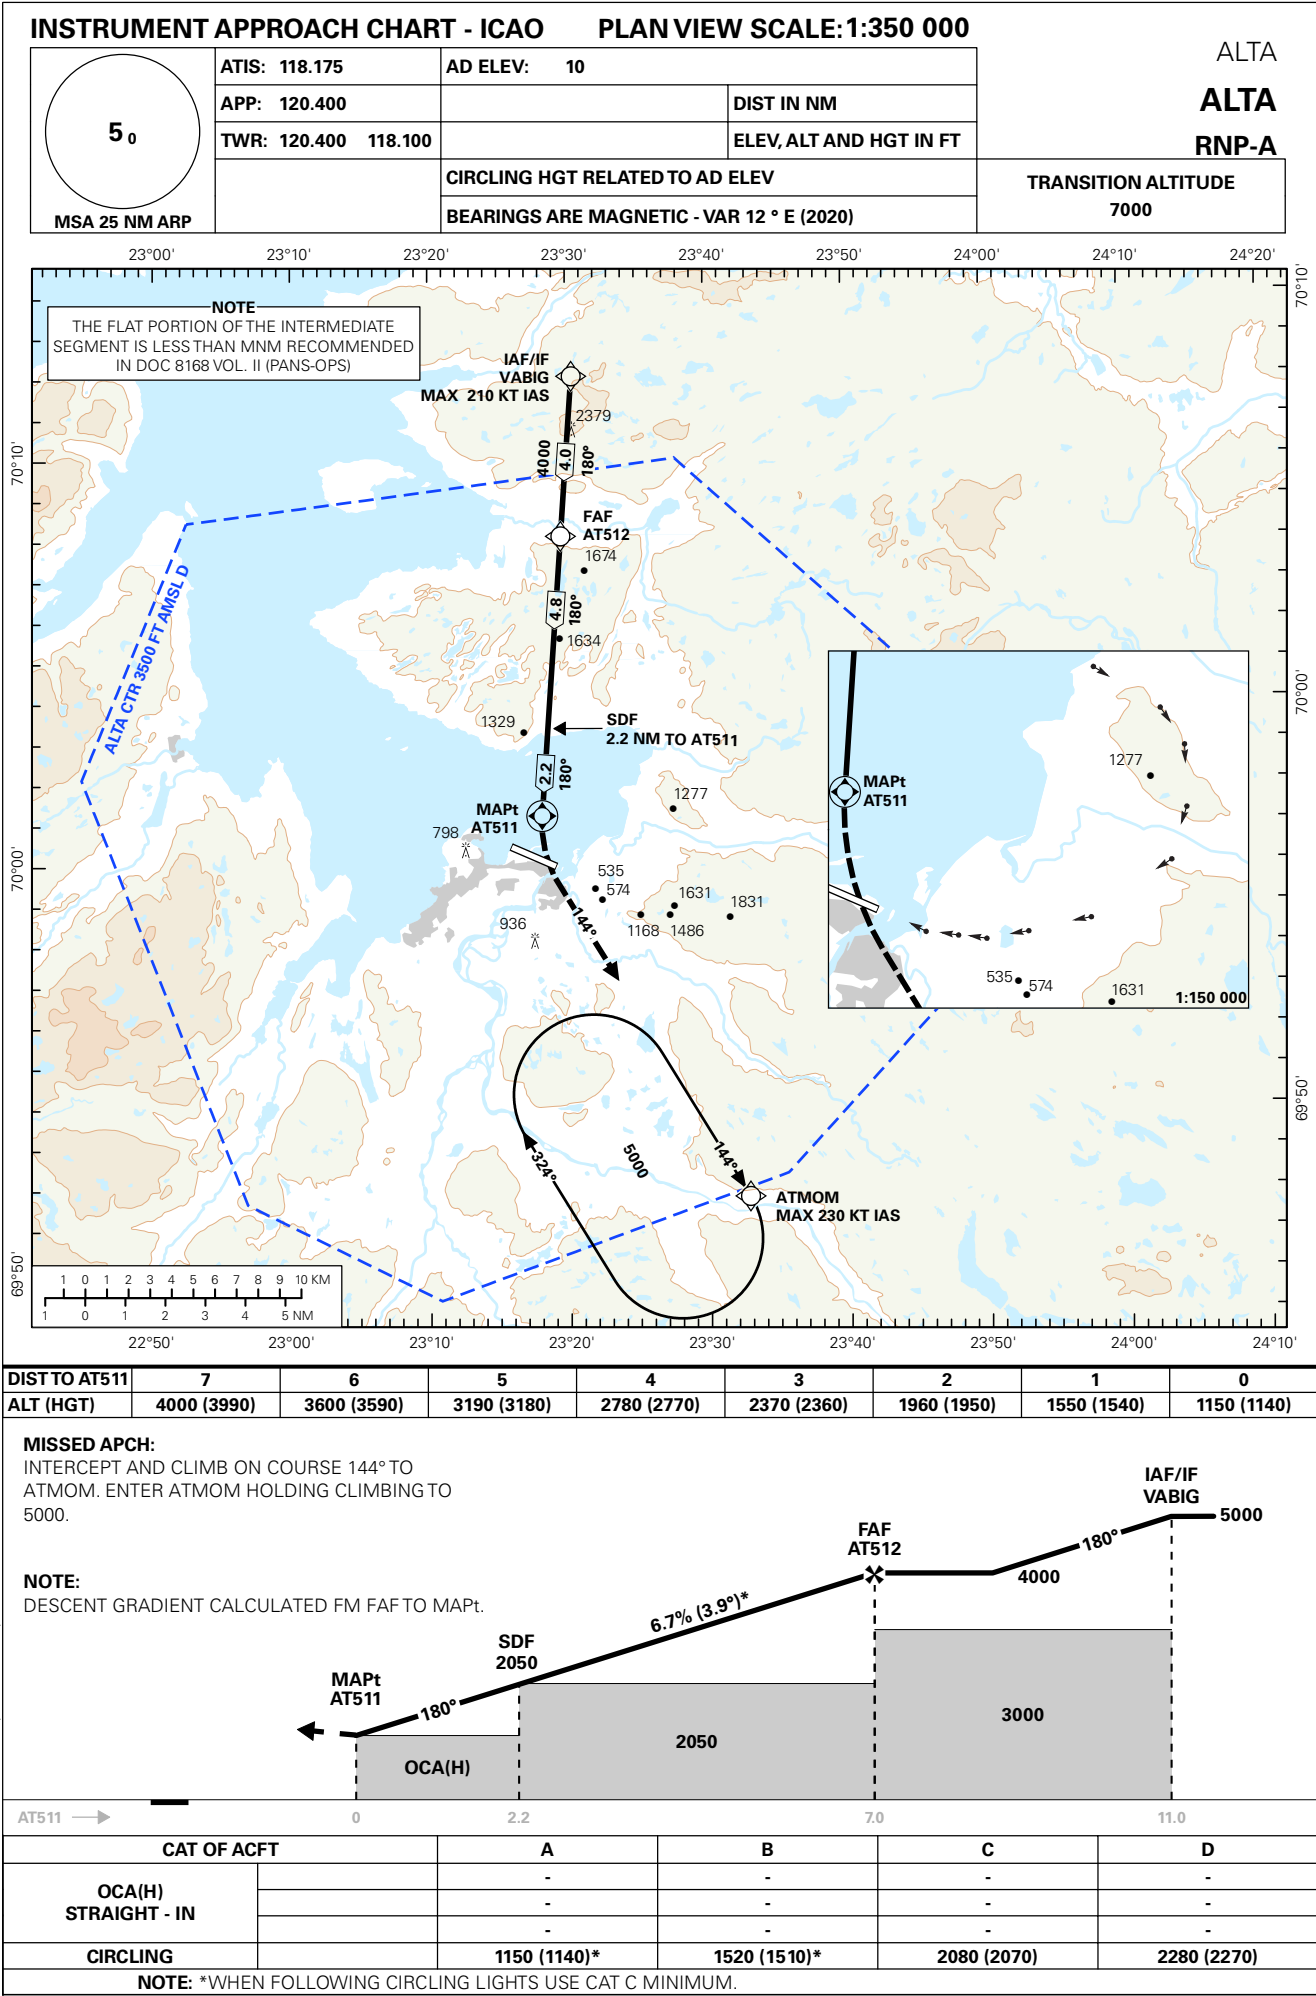 INSTRUMENT APPROACH CHART - ICAO PLAN VIEW SCALE: 1:350 000
ALTA
ALTA
RNP-A
5 0
MSA 25 NM ARP
ATIS: 118.175
AD ELEV: 10
APP: 120.400
DIST IN NM
TWR: 120.400 118.100
ELEV, ALT AND HGT IN FT
CIRCLING HGT RELATED TO AD ELEV
BEARINGS ARE MAGNETIC - VAR 12 ° E (2020)
TRANSITION ALTITUDE
7000
23°00' 23°10' 23°20' 23°30' 23°40' 23°50' 24°00' 24°10' 24°20'
70°10'
NOTE
THE FLAT PORTION OF THE INTERMEDIATE
SEGMENT IS LESS THAN MNM RECOMMENDED
IN DOC 8168 VOL. II (PANS-OPS)
IAF/IF
VABIG
MAX 210 KT IAS
2379
4000
4.0
180°
70°10'
FAF
AT512
1674
ALTA CTR 3500 FT AMSL D
4.8
180°
1634
1329
SDF
2.2 NM TO AT511
2.2
180°
70°00'
MAPt
AT511
1277
798
535
574
1631
1831
1168
1486
936
144°
70°00'
MAPt
AT511
1277
535
574
1631
1:150 000
144°
324°
5000
ATMOM
MAX 230 KT IAS
69°50'
69°50'
1 0 1 2 3 4 5 6 7 8 9 10 KM
1 0 1 2 3 4 5 NM
22°50' 23°00' 23°10' 23°20' 23°30' 23°40' 23°50' 24°00' 24°10'
DIST TO AT511 7 6 5 4 3 2 1 0
ALT (HGT) 4000 (3990) 3600 (3590) 3190 (3180) 2780 (2770) 2370 (2360) 1960 (1950) 1550 (1540) 1150 (1140)
MISSED APCH:
INTERCEPT AND CLIMB ON COURSE 144° TO
ATMOM. ENTER ATMOM HOLDING CLIMBING TO
5000.
NOTE:
DESCENT GRADIENT CALCULATED FM FAF TO MAPt.
IAF/IF
VABIG
5000
180°
4000
FAF
AT512
6.7% (3.9°)*
SDF
2050
MAPt
AT511
180°
3000
2050
OCA(H)
AT511 0 2.2 7.0 11.0
CAT OF ACFT A B C D
OCA(H)
STRAIGHT - IN
- - - -
- - - -
- - - -
CIRCLING 1150 (1140)* 1520 (1510)* 2080 (2070) 2280 (2270)
NOTE: *WHEN FOLLOWING CIRCLING LIGHTS USE CAT C MINIMUM.